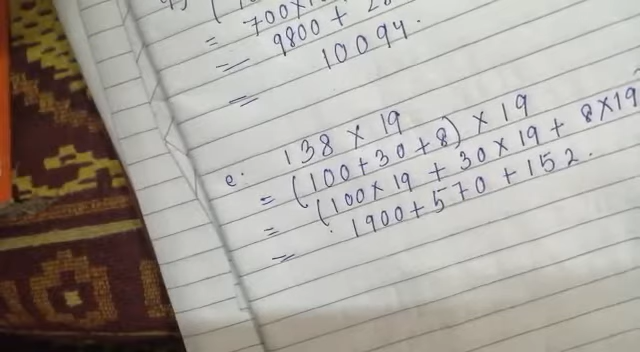 700×1
= 9800 + 2
= 10094.
=
e. 138 × 19
= (100+30+8) × 19
= (100×19 + 30×19 + 8×19
= 1900+570+152.